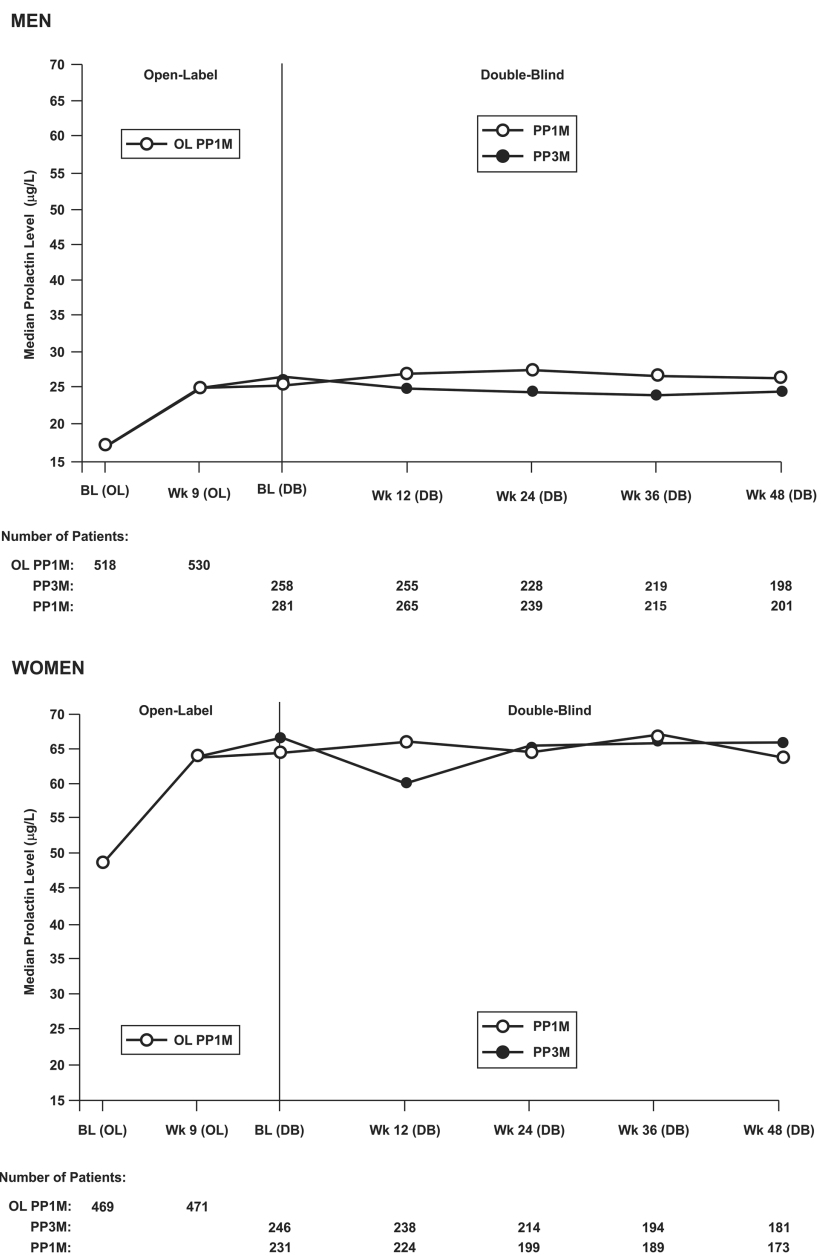 MEN
Open-Label
Double-Blind
OL PP1M
PP1M
PP3M
Median Prolactin Level (µg/L)
70
65
60
55
50
45
40
35
30
25
20
15
BL (OL)
Wk 9 (OL)
BL (DB)
Wk 12 (DB)
Wk 24 (DB)
Wk 36 (DB)
Wk 48 (DB)
Number of Patients:
OL PP1M: 518 530
PP3M: 258 255 228 219 198
PP1M: 281 265 239 215 201
WOMEN
Open-Label
Double-Blind
70
65
60
55
50
45
40
35
30
25
20
15
Median Prolactin Level (µg/L)
OL PP1M
PP1M
PP3M
BL (OL)
Wk 9 (OL)
BL (DB)
Wk 12 (DB)
Wk 24 (DB)
Wk 36 (DB)
Wk 48 (DB)
Number of Patients:
OL PP1M: 469 471
PP3M: 246 238 214 194 181
PP1M: 231 224 199 189 173